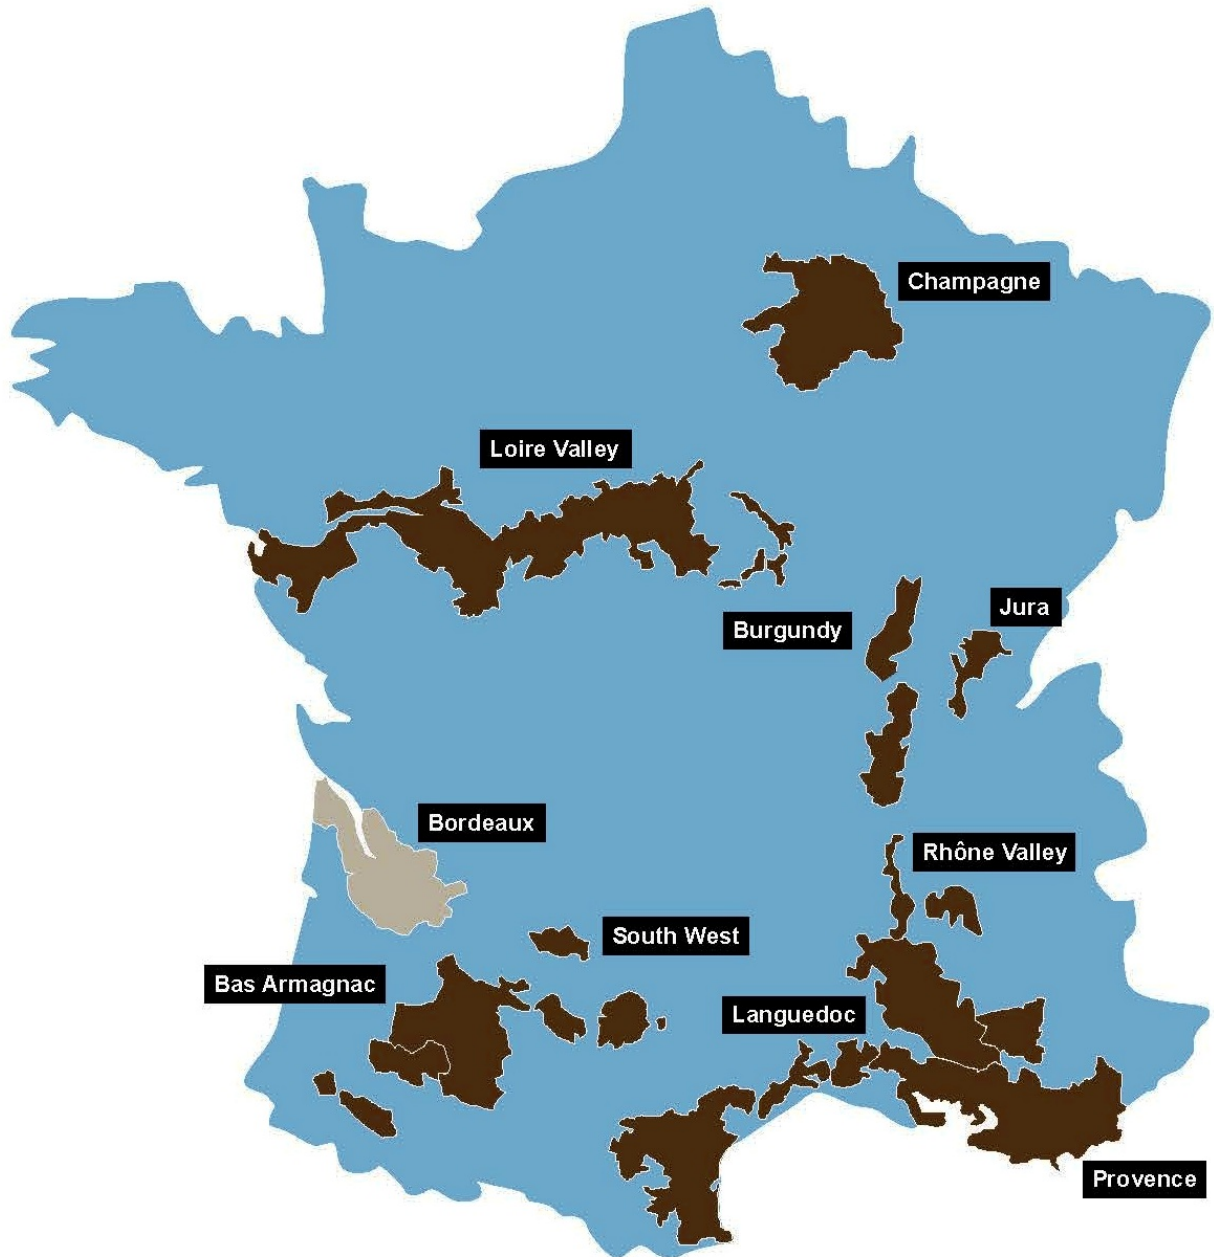 Champagne
Loire Valley
Jura
Burgundy
Bordeaux
Rhône Valley
South West
Bas Armagnac
Languedoc
Provence